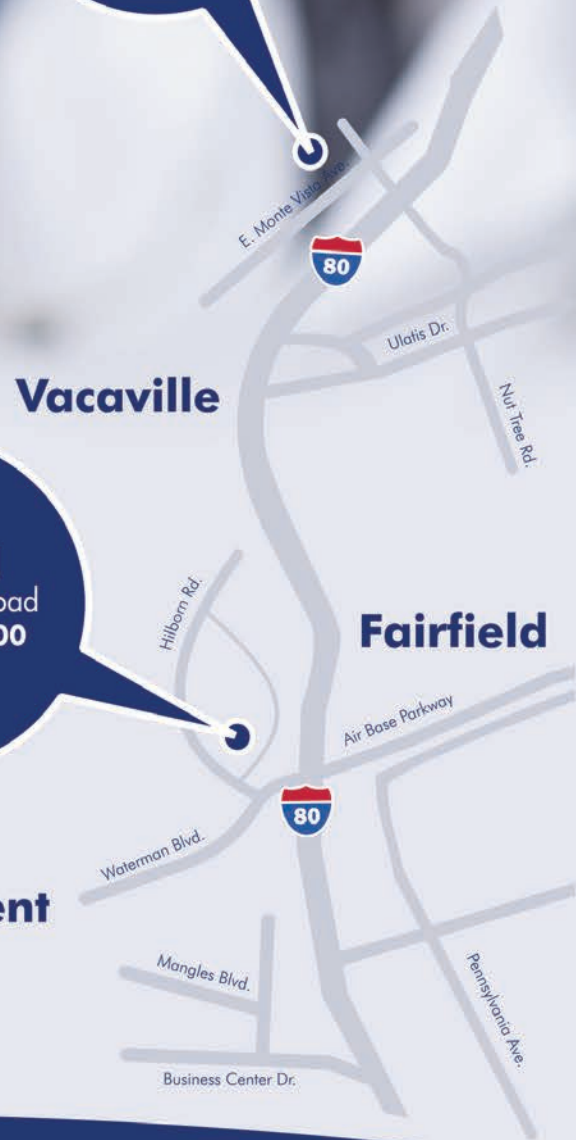 E. Monte Vista Ave.
80
Ulatis Dr.
Vacaville
Nut Tree Rd.
oad
00
Hilborn Rd.
Fairfield
Air Base Parkway
80
Waterman Blvd.
ent
Mangles Blvd.
Pennsylvania Ave.
Business Center Dr.